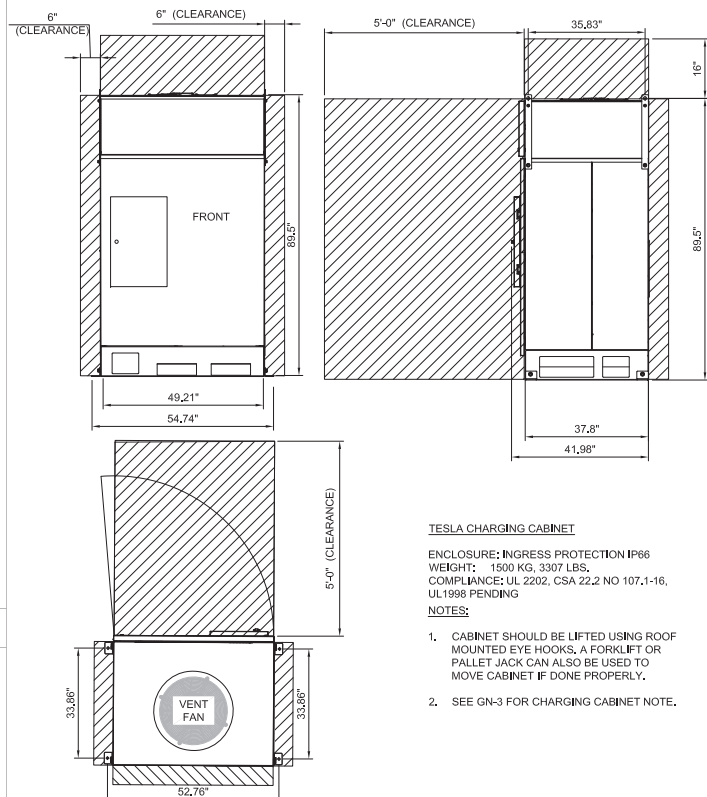 6"
(CLEARANCE)
6" (CLEARANCE)
5'-0" (CLEARANCE)
35.83"
16"
FRONT
89.5"
89.5"
49.21"
54.74"
37.8"
41.98"
5'-0" (CLEARANCE)
TESLA CHARGING CABINET
ENCLOSURE: INGRESS PROTECTION IP66
WEIGHT: 1500 KG, 3307 LBS.
COMPLIANCE: UL 2202, CSA 22.2 NO 107.1-16,
UL1998 PENDING
NOTES:
1. CABINET SHOULD BE LIFTED USING ROOF
MOUNTED EYE HOOKS. A FORKLIFT OR
PALLET JACK CAN ALSO BE USED TO
MOVE CABINET IF DONE PROPERLY.
2. SEE GN-3 FOR CHARGING CABINET NOTE.
33.86"
VENT
FAN
33.86"
52.76"